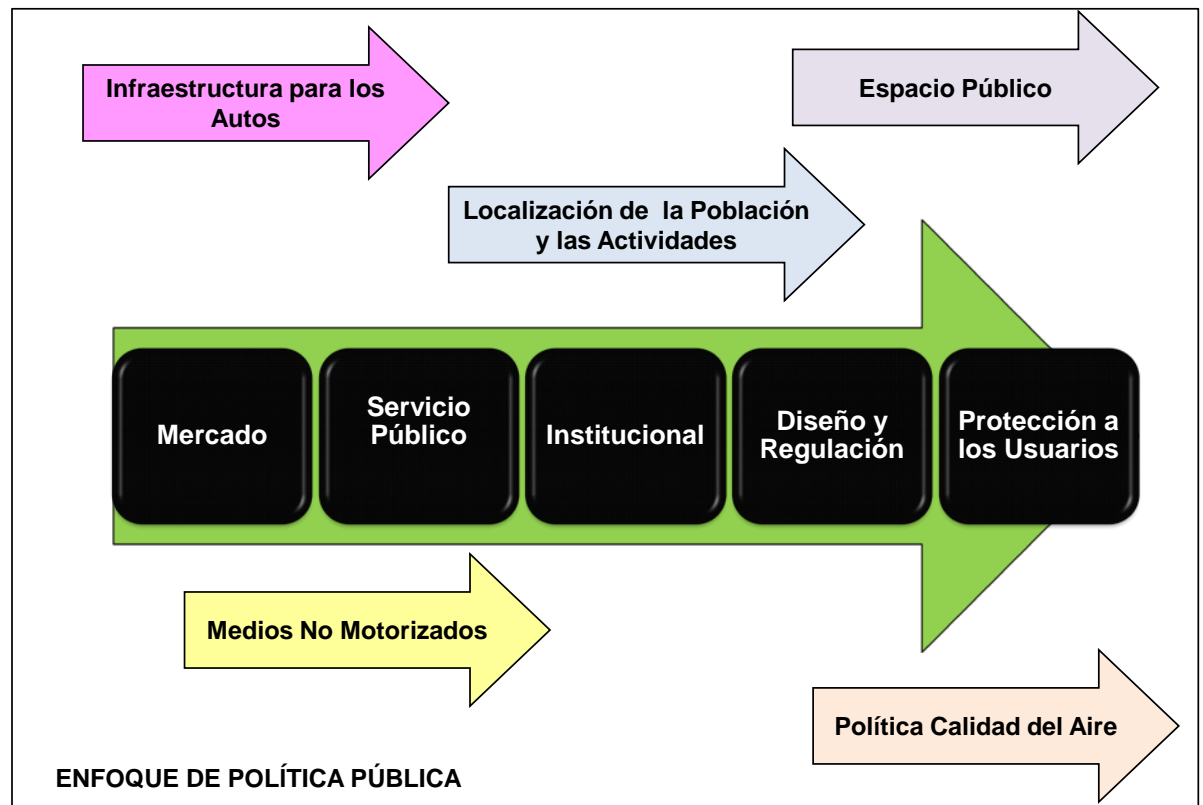 Infraestructura para los
Autos
Espacio Público
Localización de la Población
y las Actividades
Mercado
Servicio
Público
Institucional
Diseño y
Regulación
Protección a
los Usuarios
Medios No Motorizados
Política Calidad del Aire
ENFOQUE DE POLÍTICA PÚBLICA